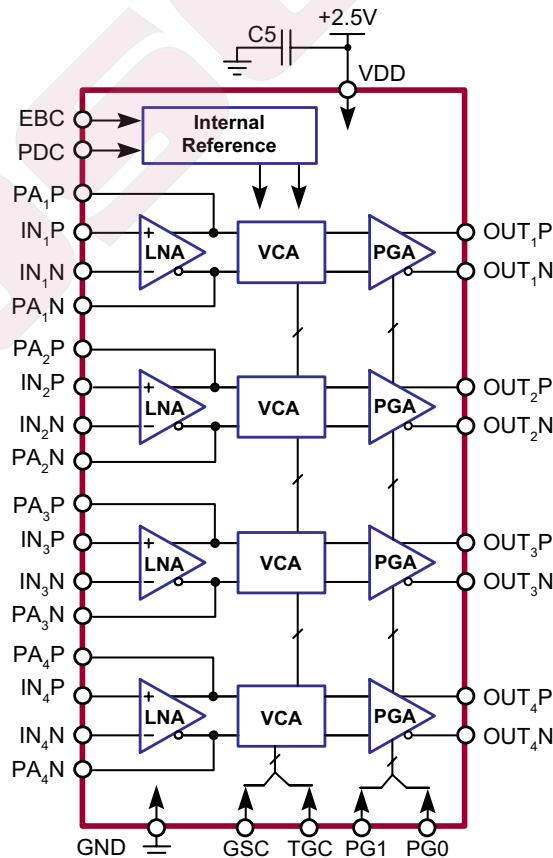 +2.5V
C5
VDD
EBC
PDC
Internal
Reference
PA₁P
IN₁P
IN₁N
PA₁N
+
−
LNA
VCA
PGA
OUT₁P
OUT₁N
PA₂P
IN₂P
IN₂N
PA₂N
+
−
LNA
VCA
PGA
OUT₂P
OUT₂N
PA₃P
IN₃P
IN₃N
PA₃N
+
−
LNA
VCA
PGA
OUT₃P
OUT₃N
PA₄P
IN₄P
IN₄N
PA₄N
+
−
LNA
VCA
PGA
OUT₄P
OUT₄N
GND
GSC
TGC
PG1
PG0